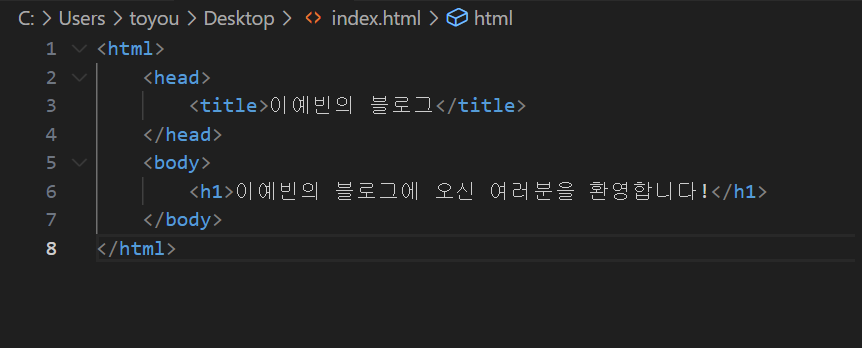 C: > Users > toyou > Desktop > <> index.html > html
1 <html>
2 <head>
3 <title>이예빈의 블로그</title>
4 </head>
5 <body>
6 <h1>이예빈의 블로그에 오신 여러분을 환영합니다!</h1>
7 </body>
8 </html>